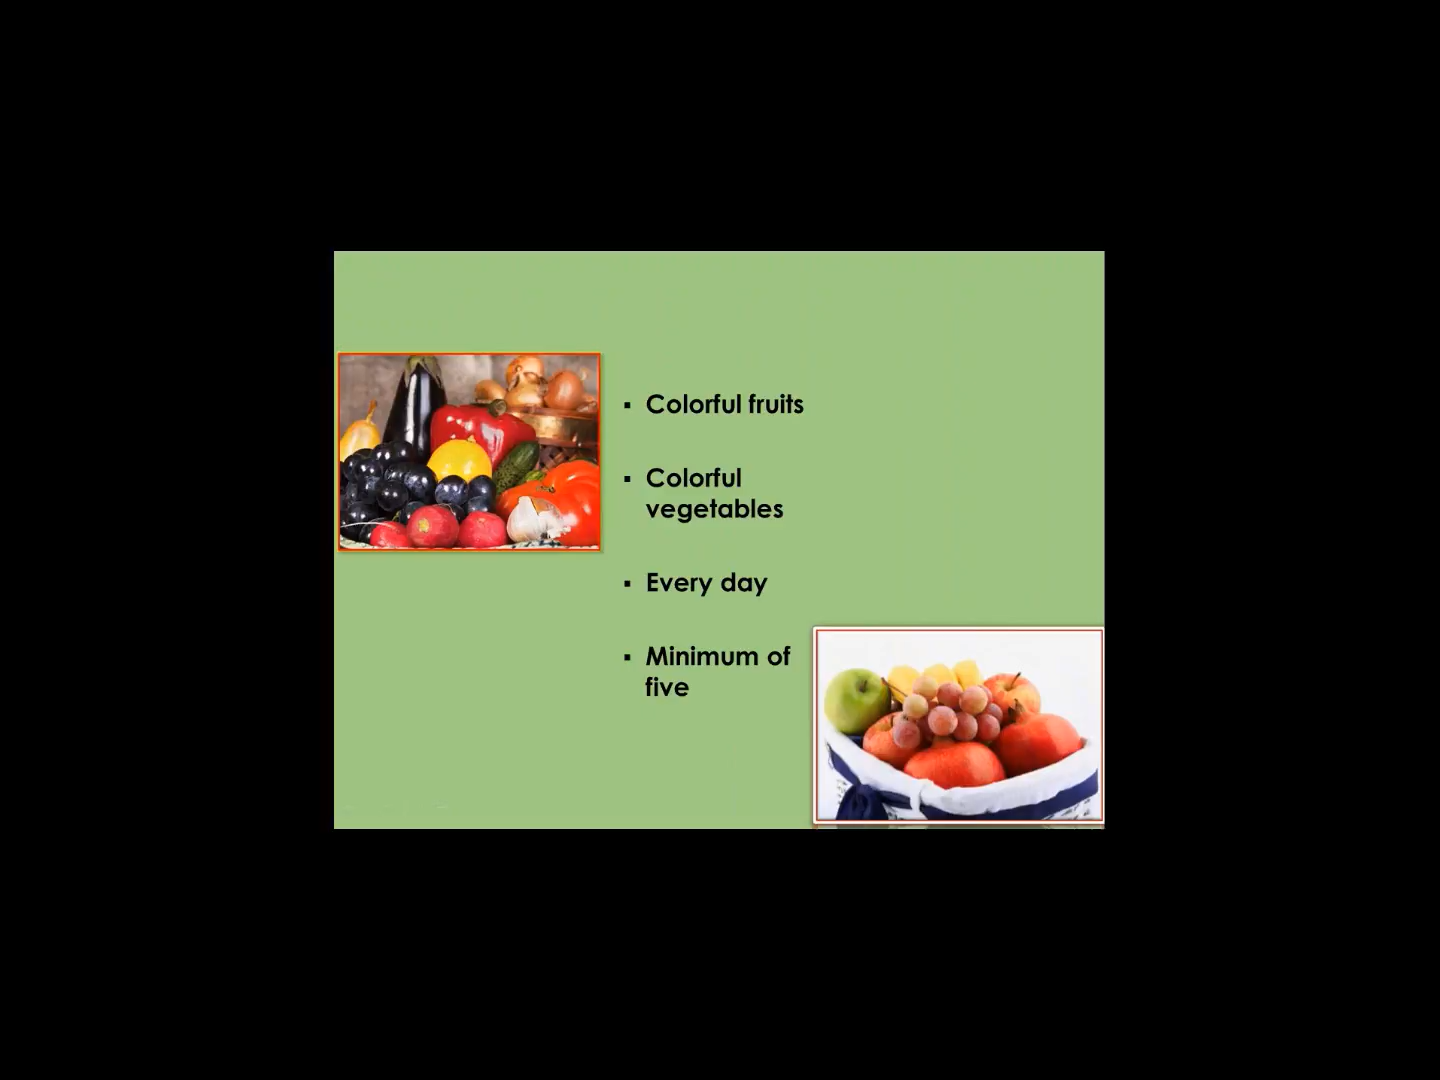 ▪ Colorful fruits
▪ Colorful
vegetables
▪ Every day
▪ Minimum of
five